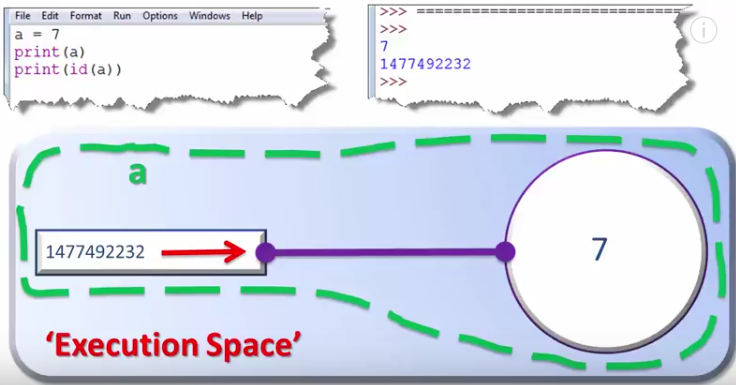 File Edit Format Run Options Windows Help
a = 7
print(a)
print(id(a))
>>> ============================
>>>
7
1477492232
>>>
i
a
1477492232
7
'Execution Space'